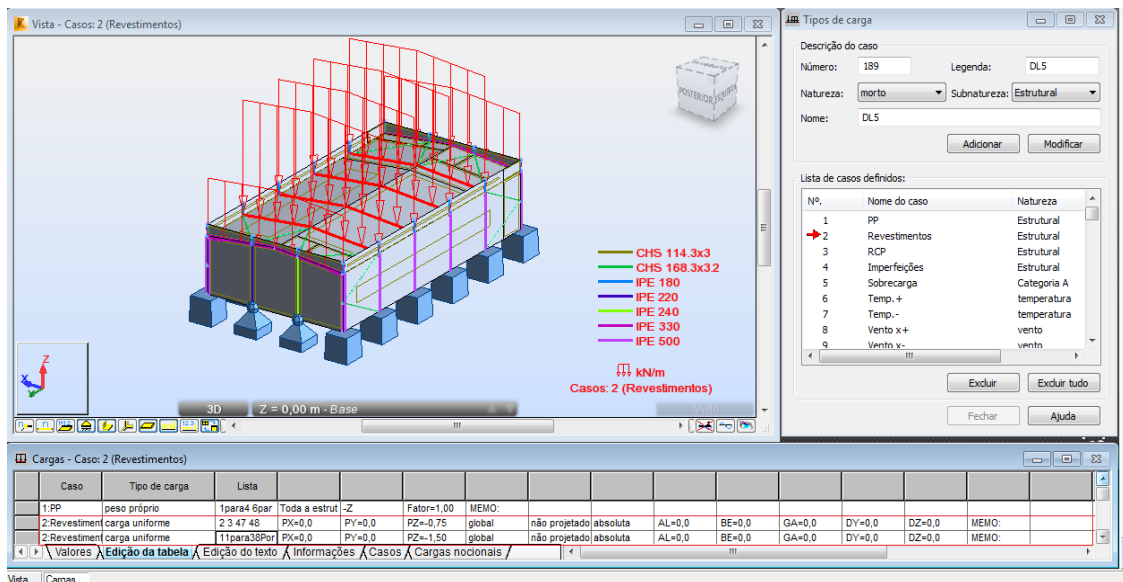 Vista - Casos: 2 (Revestimentos)
POSTERIOR
CHS 114.3x3
CHS 168.3x3.2
IPE 180
IPE 220
IPE 240
IPE 330
IPE 500
kN/m
Casos: 2 (Revestimentos)
Z
X
Y
3D Z = 0,00 m - Base
Vista
Tipos de carga
Descrição do caso
Número: 189 Legenda: DL5
Natureza: morto Subnatureza: Estrutural
Nome: DL5
Adicionar Modificar
Lista de casos definidos:
Nº. Nome do caso Natureza
1 PP Estrutural
2 Revestimentos Estrutural
3 RCP Estrutural
4 Imperfeições Estrutural
5 Sobrecarga Categoria A
6 Temp.+ temperatura
7 Temp.- temperatura
8 Vento x+ vento
9 Vento x- vento
Excluir Excluir tudo
Fechar Ajuda
Cargas - Caso: 2 (Revestimentos)
Caso Tipo de carga Lista
1:PP peso próprio 1para4 6par Toda a estrut -Z Fator=1,00 MEMO:
2:Revestiment carga uniforme 2 3 47 48 PX=0,0 PY=0,0 PZ=-0,75 global não projetado absoluta AL=0,0 BE=0,0 GA=0,0 DY=0,0 DZ=0,0 MEMO:
2:Revestiment carga uniforme 11para38Por PX=0,0 PY=0,0 PZ=-1,50 global não projetado absoluta AL=0,0 BE=0,0 GA=0,0 DY=0,0 DZ=0,0 MEMO:
Valores Edição da tabela Edição do texto Informações Casos Cargas nocionais
Vista Cargas